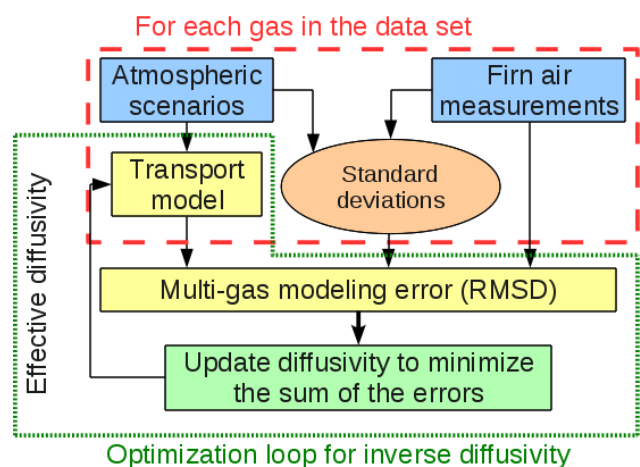 For each gas in the data set
Atmospheric
scenarios
Firn air
measurements
Transport
model
Standard
deviations
Effective diffusivity
Multi-gas modeling error (RMSD)
Update diffusivity to minimize
the sum of the errors
Optimization loop for inverse diffusivity